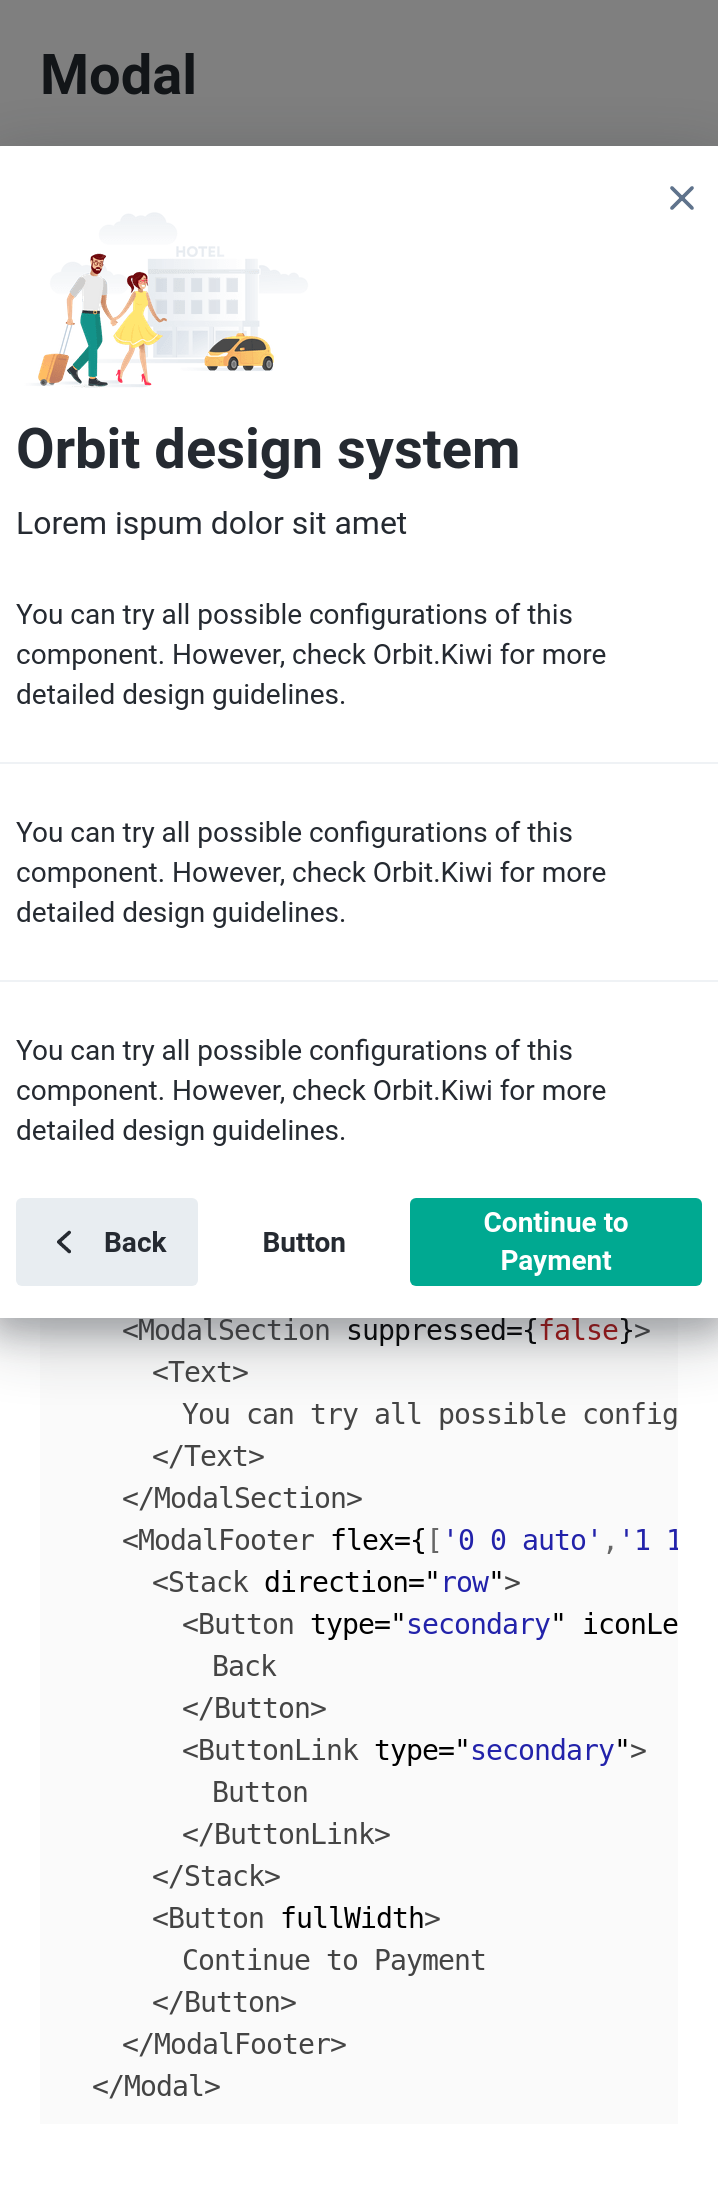 Modal
HOTEL
Orbit design system
Lorem ispum dolor sit amet
You can try all possible configurations of this
component. However, check Orbit.Kiwi for more
detailed design guidelines.
You can try all possible configurations of this
component. However, check Orbit.Kiwi for more
detailed design guidelines.
You can try all possible configurations of this
component. However, check Orbit.Kiwi for more
detailed design guidelines.
Back
Button
Continue to
Payment
<ModalSection suppressed={false}>
<Text>
You can try all possible config
</Text>
</ModalSection>
<ModalFooter flex={['0 0 auto','1 1
<Stack direction="row">
<Button type="secondary" iconLe
Back
</Button>
<ButtonLink type="secondary">
Button
</ButtonLink>
</Stack>
<Button fullWidth>
Continue to Payment
</Button>
</ModalFooter>
</Modal>